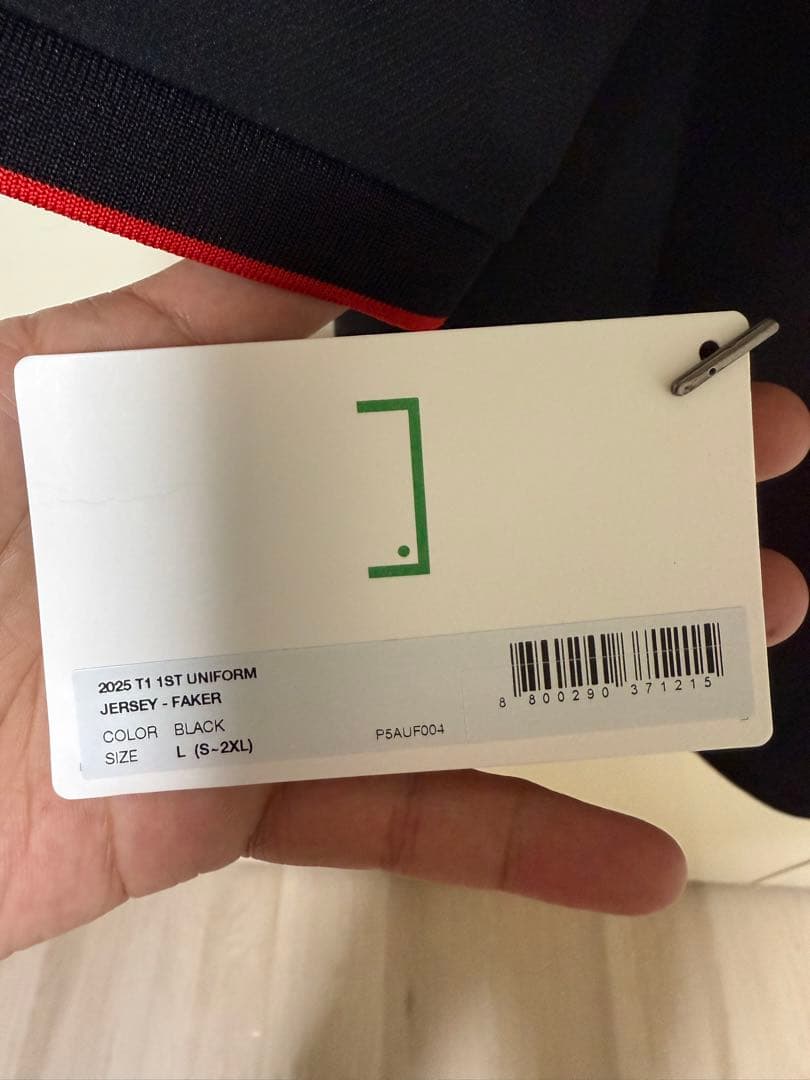 2025 T1 1ST UNIFORM
JERSEY - FAKER
COLOR BLACK
SIZE L (S~2XL)
P5AUF004
8 800290 371215